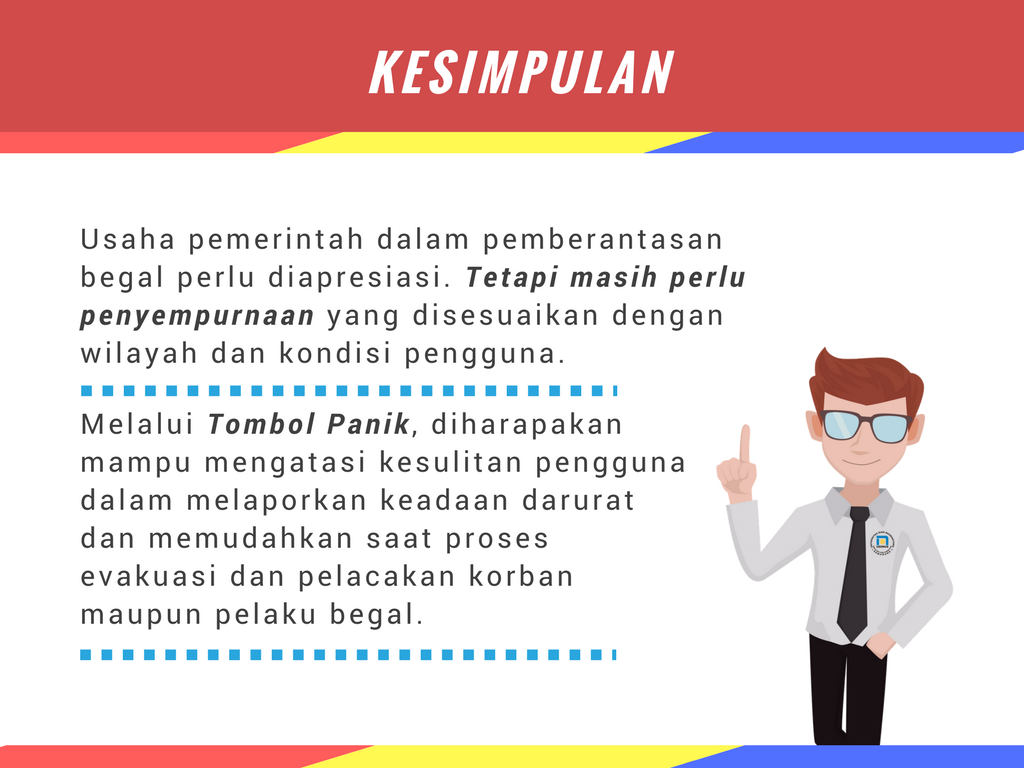 KESIMPULAN
Usaha pemerintah dalam pemberantasan
begal perlu diapresiasi. Tetapi masih perlu
penyempurnaan yang disesuaikan dengan
wilayah dan kondisi pengguna.
Melalui Tombol Panik, diharapakan
mampu mengatasi kesulitan pengguna
dalam melaporkan keadaan darurat
dan memudahkan saat proses
evakuasi dan pelacakan korban
maupun pelaku begal.